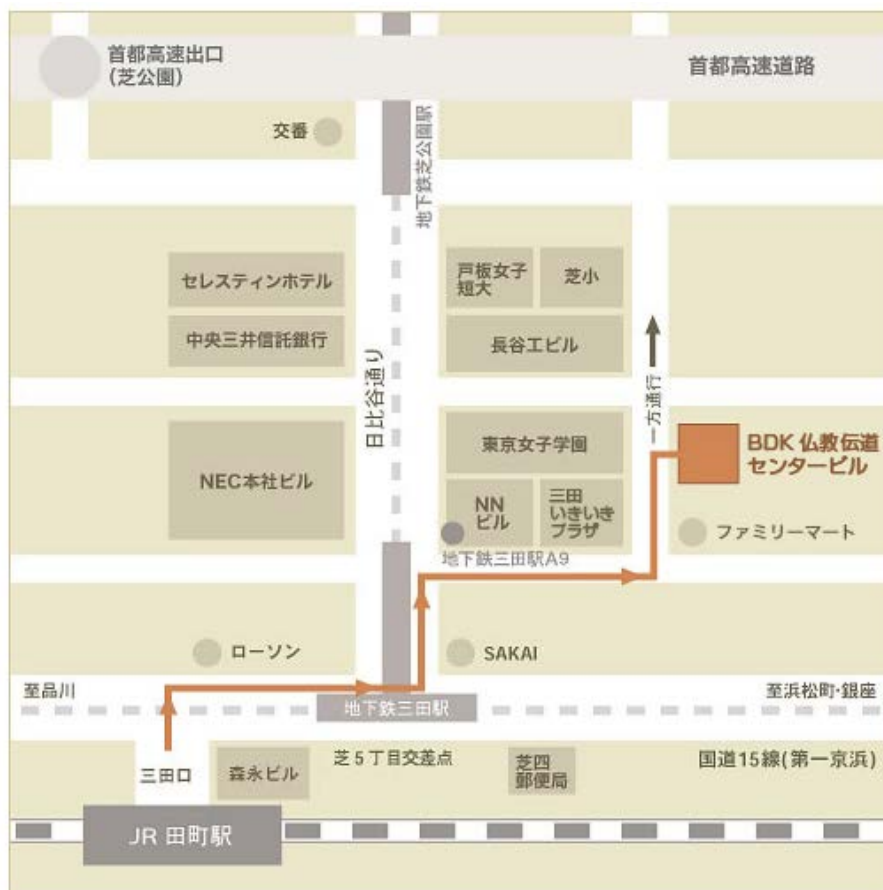 首都高速出口
(芝公園)
首都高速道路
交番
地下鉄芝公園駅
セレスティンホテル
戸板女子
短大
芝小
中央三井信託銀行
長谷工ビル
日比谷通り
一方通行
NEC本社ビル
東京女子学園
BDK 仏教伝道
センタービル
NN
ビル
三田
いきいき
プラザ
ファミリーマート
地下鉄三田駅A9
ローソン
SAKAI
至品川
至浜松町・銀座
地下鉄三田駅
三田口
森永ビル
芝5丁目交差点
芝四
郵便局
国道15線(第一京浜)
JR 田町駅